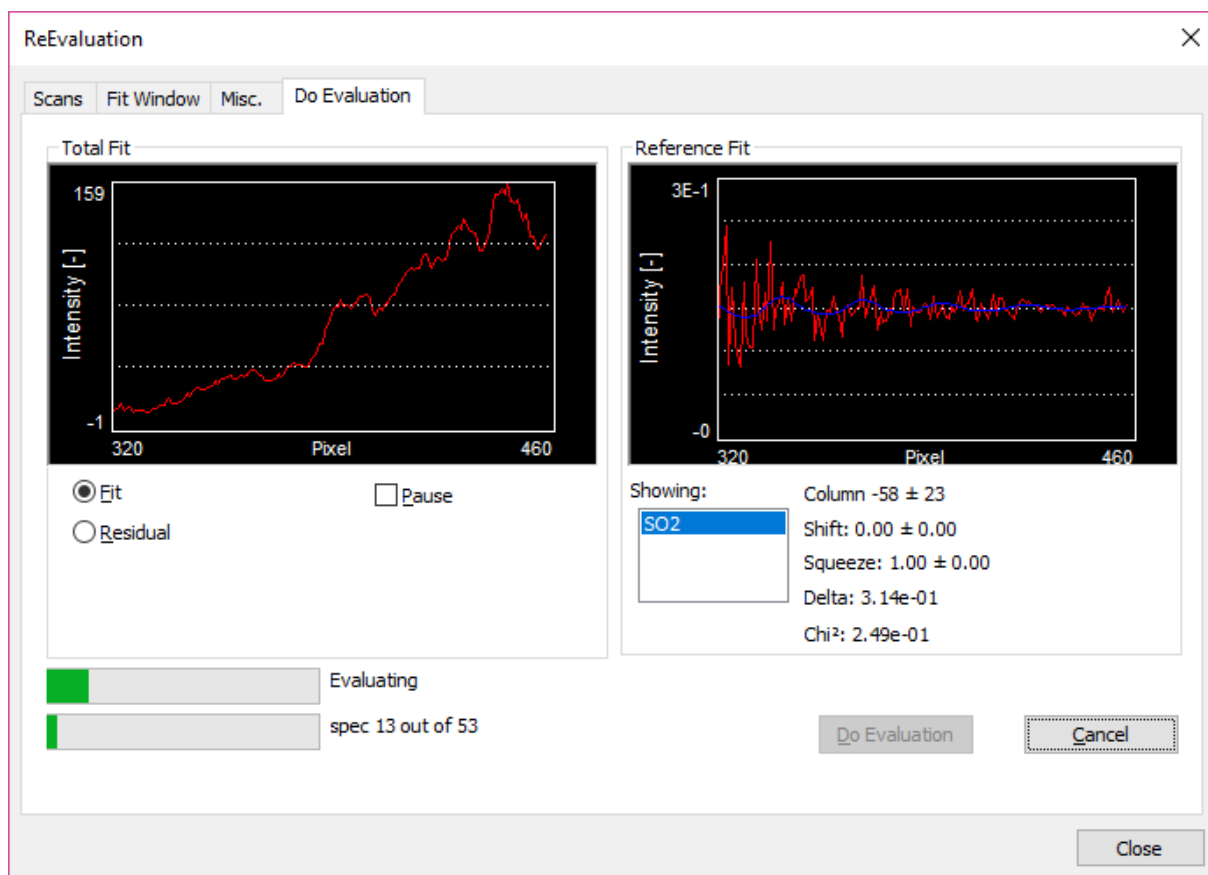 ReEvaluation
Scans Fit Window Misc. Do Evaluation
Total Fit
159
Intensity [-]
-1
320 Pixel 460
Reference Fit
3E-1
Intensity [-]
-0
320 Pixel 460
Fit
Pause
Residual
Showing:
SO2
Column -58 ± 23
Shift: 0.00 ± 0.00
Squeeze: 1.00 ± 0.00
Delta: 3.14e-01
Chi²: 2.49e-01
Evaluating
spec 13 out of 53
Do Evaluation
Cancel
Close